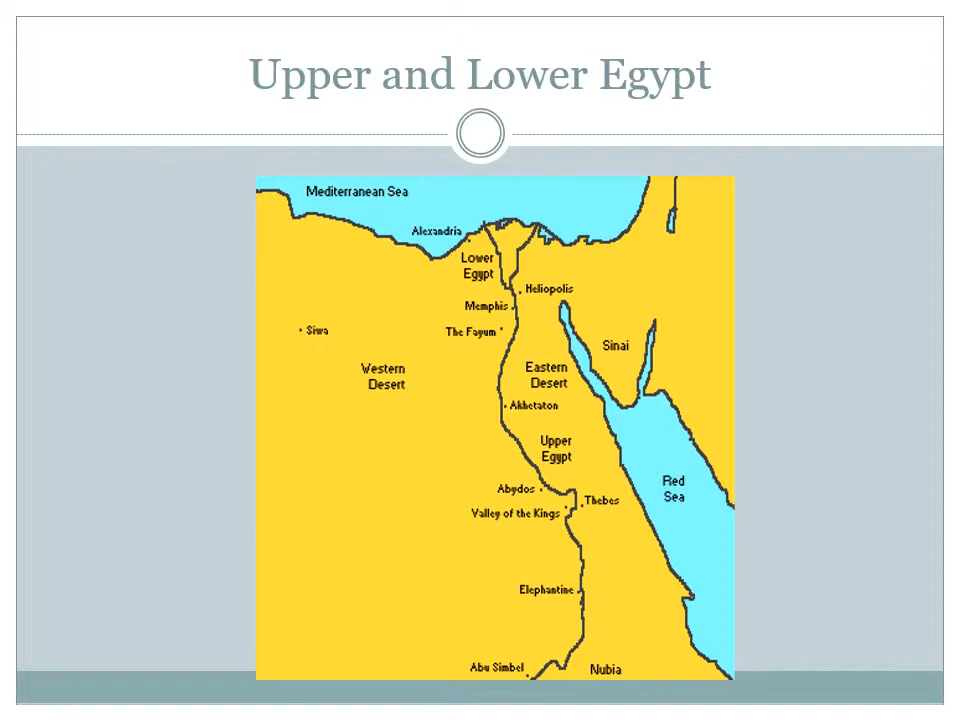 Upper and Lower Egypt
Mediterranean Sea
Alexandria
Lower
Egypt
Heliopolis
Memphis
Siwa
The Fayum
Sinai
Western
Desert
Eastern
Desert
Akhetaton
Upper
Egypt
Red
Sea
Abydos
Thebes
Valley of the Kings
Elephantine
Abu Simbel
Nubia